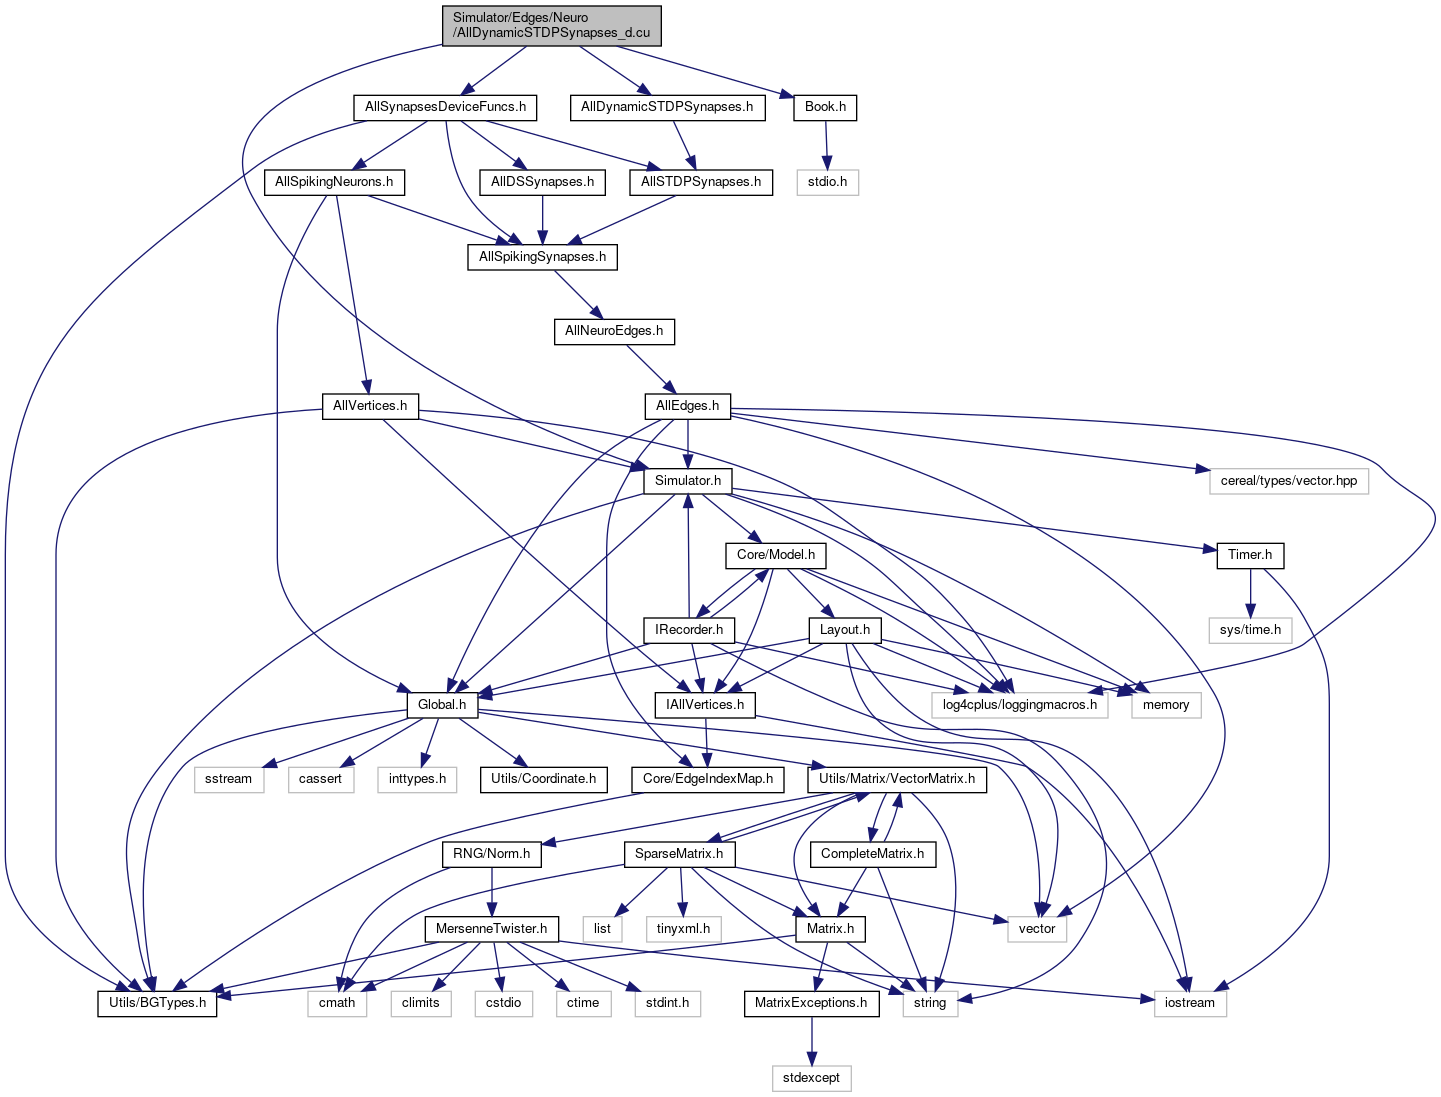 Simulator/Edges/Neuro
/AllDynamicSTDPSynapses_d.cu
AllSynapsesDeviceFuncs.h
AllDynamicSTDPSynapses.h
Book.h
AllSpikingNeurons.h
AllDSSynapses.h
AllSTDPSynapses.h
stdio.h
AllSpikingSynapses.h
AllNeuroEdges.h
AllVertices.h
AllEdges.h
Simulator.h
cereal/types/vector.hpp
Core/Model.h
Timer.h
IRecorder.h
Layout.h
sys/time.h
Global.h
IAllVertices.h
log4cplus/loggingmacros.h
memory
sstream
cassert
inttypes.h
Utils/Coordinate.h
Core/EdgeIndexMap.h
Utils/Matrix/VectorMatrix.h
RNG/Norm.h
SparseMatrix.h
CompleteMatrix.h
MersenneTwister.h
list
tinyxml.h
Matrix.h
vector
Utils/BGTypes.h
cmath
climits
cstdio
ctime
stdint.h
MatrixExceptions.h
string
iostream
stdexcept